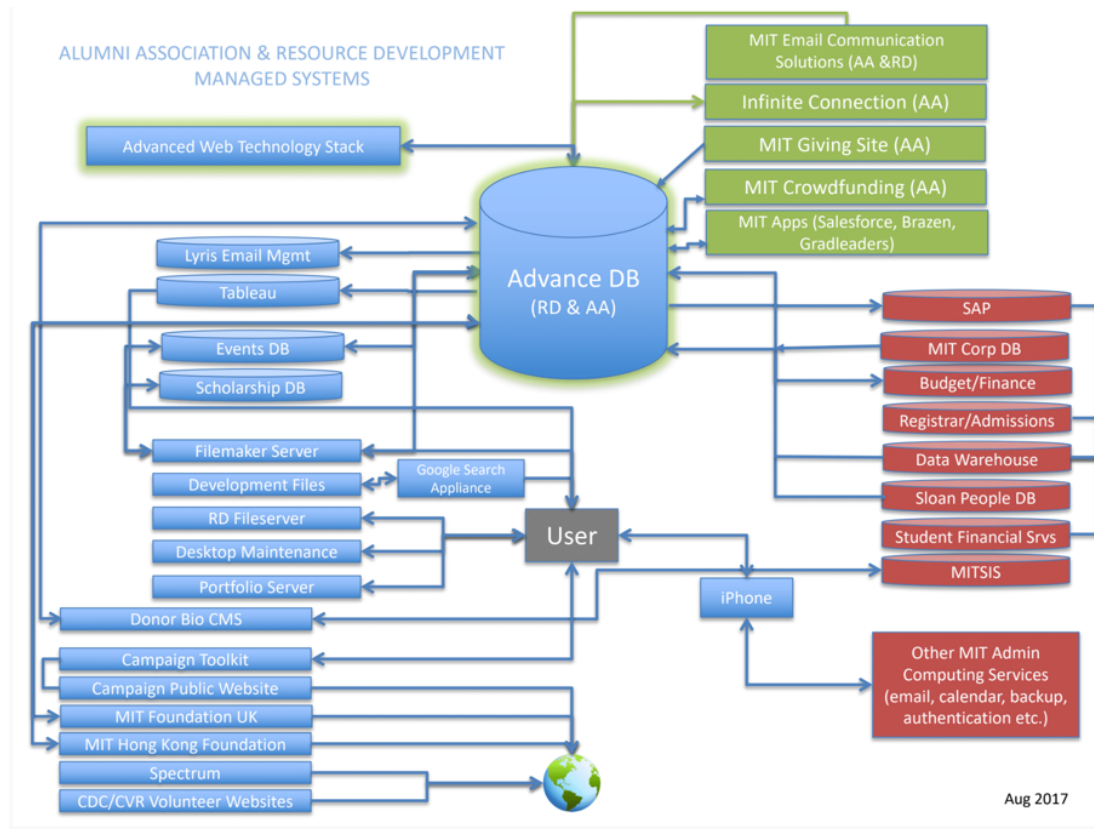 ALUMNI ASSOCIATION & RESOURCE DEVELOPMENT
MANAGED SYSTEMS
MIT Email Communication
Solutions (AA &RD)
Infinite Connection (AA)
Advanced Web Technology Stack
MIT Giving Site (AA)
MIT Crowdfunding (AA)
MIT Apps (Salesforce, Brazen,
Gradleaders)
Lyris Email Mgmt
Tableau
Advance DB
(RD & AA)
Events DB
Scholarship DB
SAP
MIT Corp DB
Budget/Finance
Registrar/Admissions
Data Warehouse
Sloan People DB
Student Financial Srvs
MITSIS
Filemaker Server
Development Files
Google Search
Appliance
RD Fileserver
Desktop Maintenance
Portfolio Server
User
iPhone
Donor Bio CMS
Campaign Toolkit
Campaign Public Website
MIT Foundation UK
MIT Hong Kong Foundation
Spectrum
CDC/CVR Volunteer Websites
Other MIT Admin
Computing Services
(email, calendar, backup,
authentication etc.)
Aug 2017